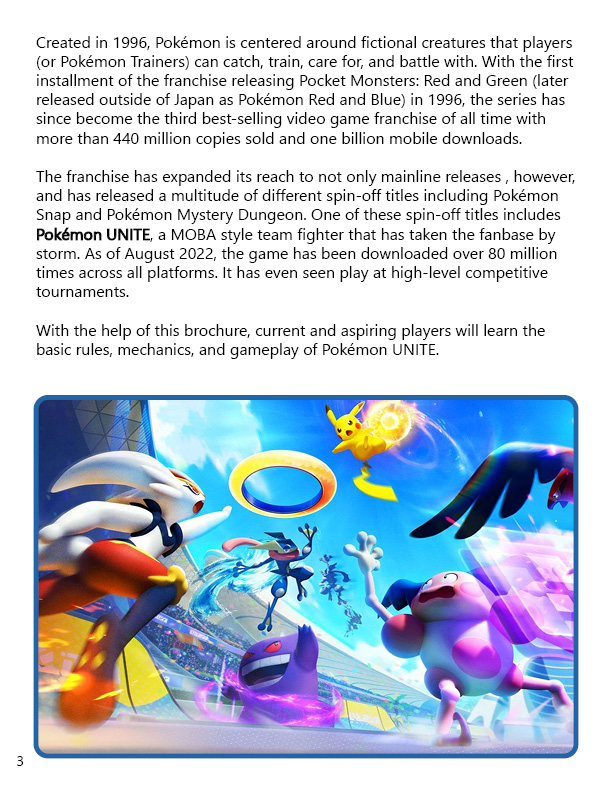 Created in 1996, Pokémon is centered around fictional creatures that players
(or Pokémon Trainers) can catch, train, care for, and battle with. With the first
installment of the franchise releasing Pocket Monsters: Red and Green (later
released outside of Japan as Pokémon Red and Blue) in 1996, the series has
since become the third best-selling video game franchise of all time with
more than 440 million copies sold and one billion mobile downloads.
The franchise has expanded its reach to not only mainline releases , however,
and has released a multitude of different spin-off titles including Pokémon
Snap and Pokémon Mystery Dungeon. One of these spin-off titles includes
Pokémon UNITE, a MOBA style team fighter that has taken the fanbase by
storm. As of August 2022, the game has been downloaded over 80 million
times across all platforms. It has even seen play at high-level competitive
tournaments.
With the help of this brochure, current and aspiring players will learn the
basic rules, mechanics, and gameplay of Pokémon UNITE.
3